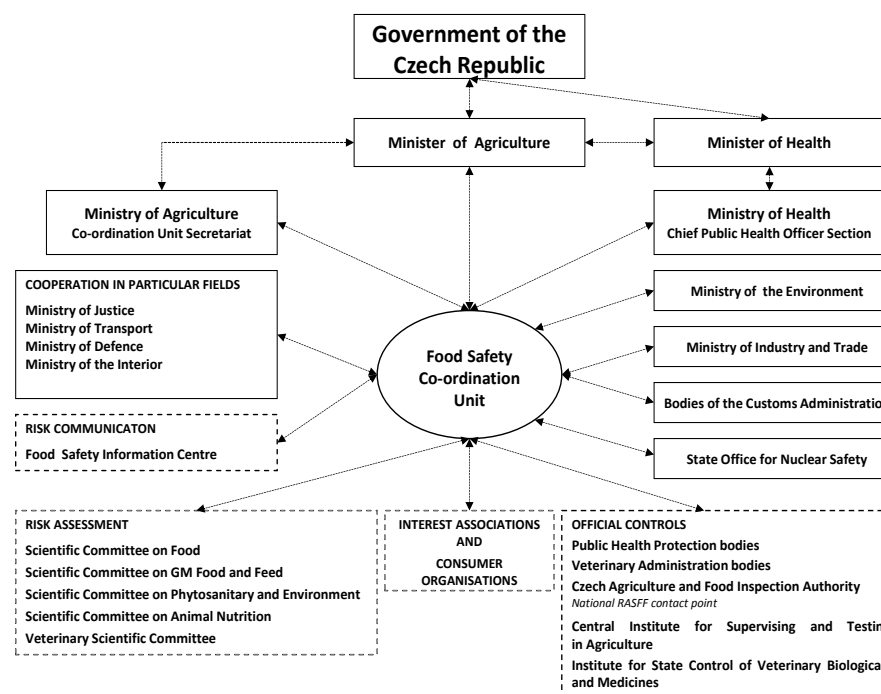 Government of the
Czech Republic
Minister of Agriculture
Minister of Health
Ministry of Agriculture
Co-ordination Unit Secretariat
Ministry of Health
Chief Public Health Officer Section
COOPERATION IN PARTICULAR FIELDS
Ministry of Justice
Ministry of Transport
Ministry of Defence
Ministry of the Interior
Ministry of the Environment
Ministry of Industry and Trade
Food Safety
Co-ordination
Unit
Bodies of the Customs Administratio
RISK COMMUNICATON
Food Safety Information Centre
State Office for Nuclear Safety
RISK ASSESSMENT
Scientific Committee on Food
Scientific Committee on GM Food and Feed
Scientific Committee on Phytosanitary and Environment
Scientific Committee on Animal Nutrition
Veterinary Scientific Committee
INTEREST ASSOCIATIONS
AND
CONSUMER
ORGANISATIONS
OFFICIAL CONTROLS
Public Health Protection bodies
Veterinary Administration bodies
Czech Agriculture and Food Inspection Authority
National RASFF contact point
Central Institute for Supervising and Testin
in Agriculture
Institute for State Control of Veterinary Biological
and Medicines